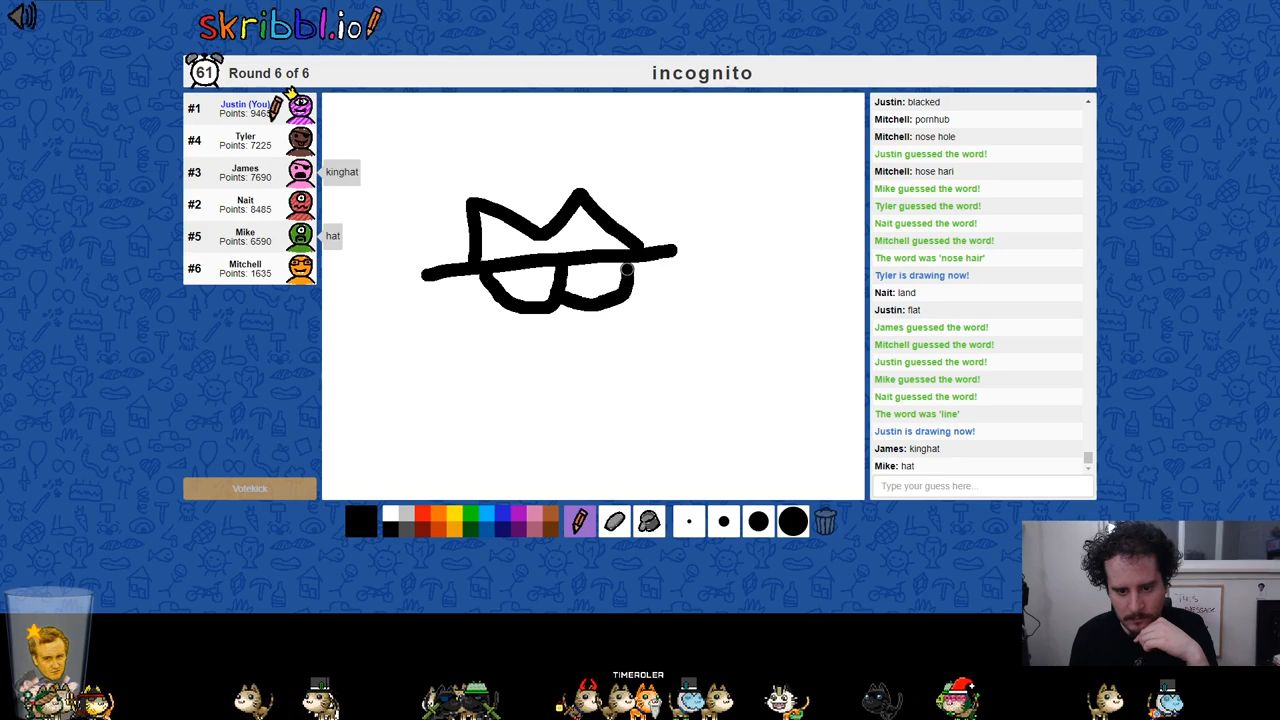 skribbl.io
61
Round 6 of 6
incognito
#1
Justin (You)
Points: 9465
#4
Tyler
Points: 7225
#3
James
Points: 7690
kinghat
#2
Nait
Points: 8485
#5
Mike
Points: 6590
hat
#6
Mitchell
Points: 1635
Votekick
Justin: blacked
Mitchell: pornhub
Mitchell: nose hole
Justin guessed the word!
Mitchell: hose hari
Mike guessed the word!
Tyler guessed the word!
Nait guessed the word!
Mitchell guessed the word!
The word was 'nose hair'
Tyler is drawing now!
Nait: land
Justin: flat
James guessed the word!
Mitchell guessed the word!
Justin guessed the word!
Mike guessed the word!
Nait guessed the word!
The word was 'line'
Justin is drawing now!
James: kinghat
Mike: hat
Type your guess here...
THIS
MESSAGE
TIMEROLER